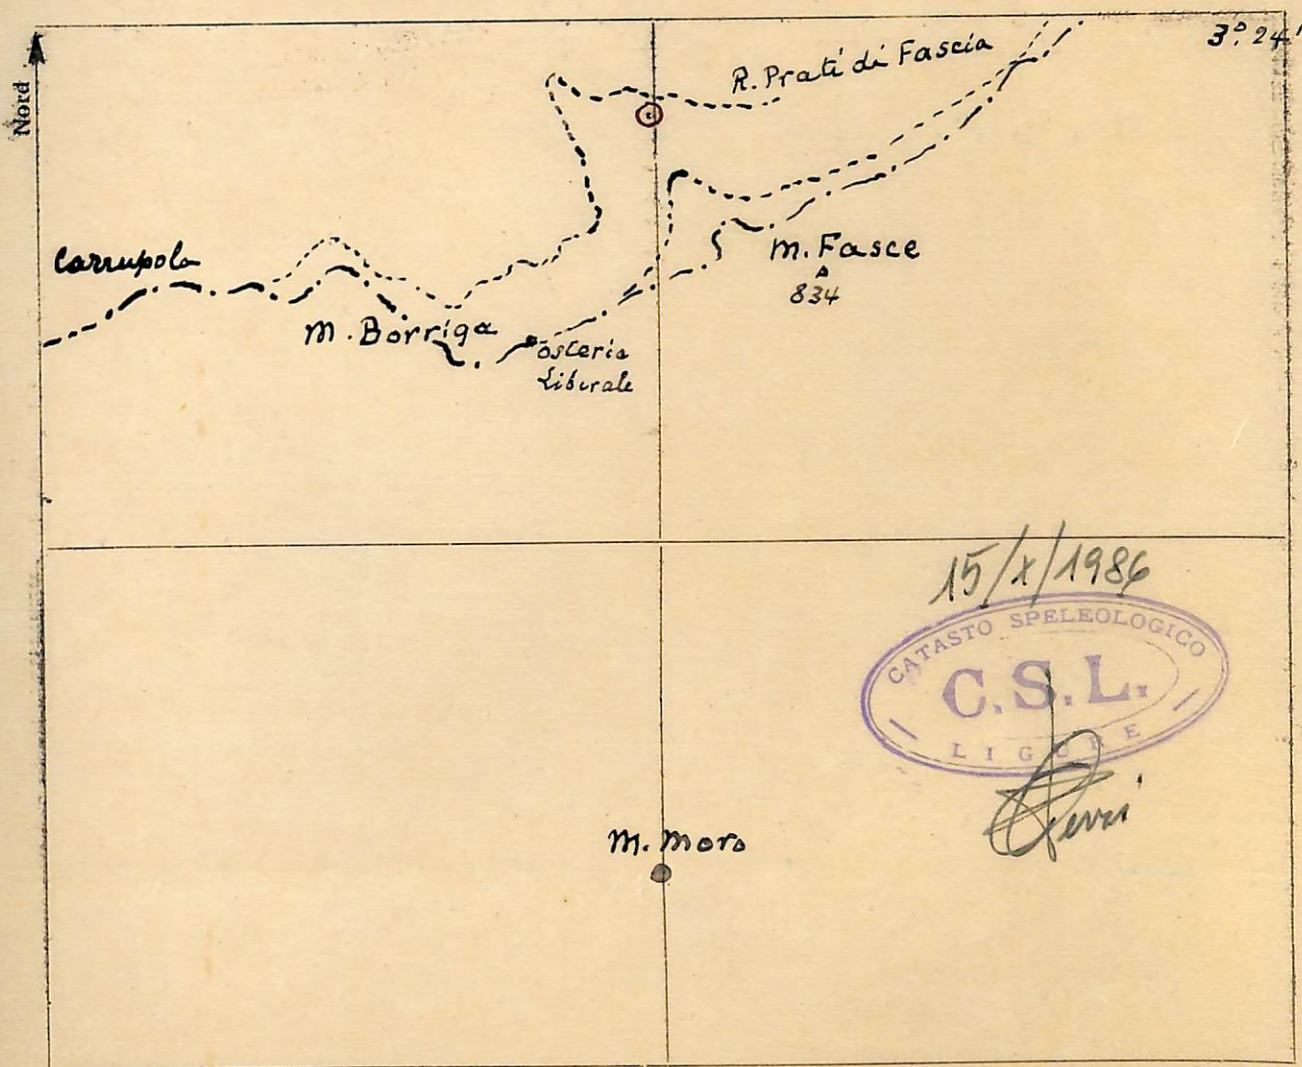 3°.24'
Nord
R. Prati di Fascia
Carrupola
M. Fasce
834
M. Borriga
osteria
Liberale
15/X/1986
CATASTO SPELEOLOGICO
C.S.L.
LIGURE
M. Moro